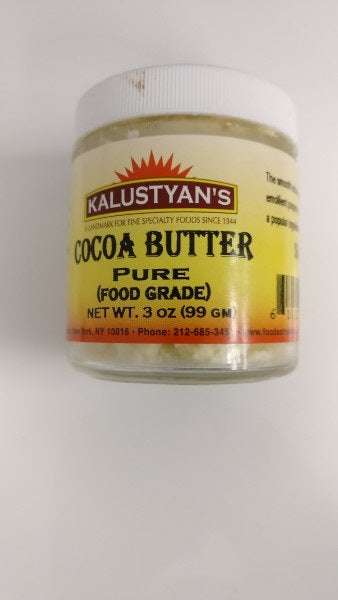 KALUSTYAN'S
A LANDMARK FOR FINE SPECIALTY FOODS SINCE 1944
COCOA BUTTER
PURE
(FOOD GRADE)
NET WT. 3 OZ (99 GM)
York, NY 10016 • Phone: 212-685-345
The smooth
emollient
a popular
6